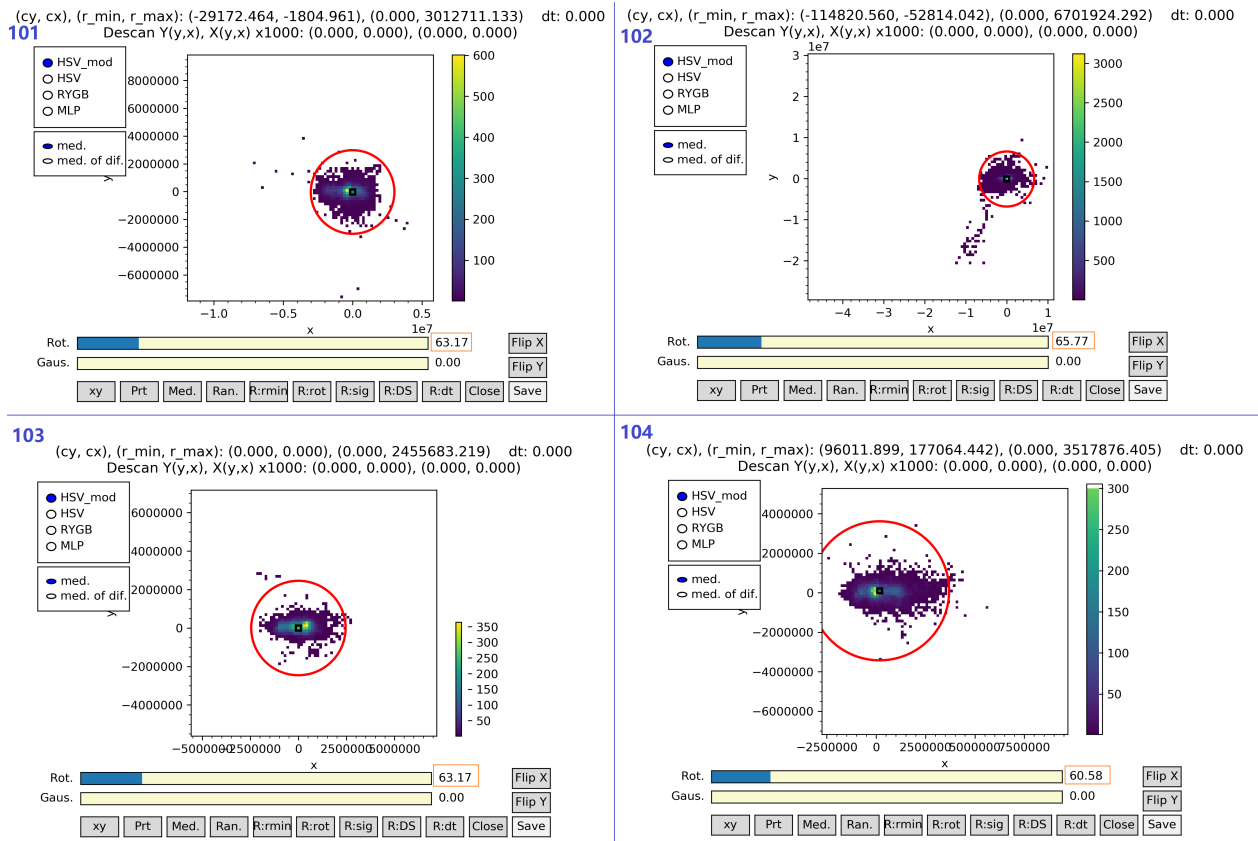 101
(cy, cx), (r_min, r_max): (-29172.464, -1804.961), (0.000, 3012711.133) dt: 0.000
Descan Y(y,x), X(y,x) x1000: (0.000, 0.000), (0.000, 0.000)
HSV_mod
HSV
RYGB
MLP
med.
med. of dif.
8000000
6000000
4000000
2000000
0
−2000000
−4000000
−6000000
y
−1.0 −0.5 0.0 0.5
x
1e7
600
500
400
300
200
100
Rot. 63.17 Flip X
Gaus. 0.00 Flip Y
xy Prt Med. Ran. R:rmin R:rot R:sig R:DS R:dt Close Save
102
(cy, cx), (r_min, r_max): (-114820.560, -52814.042), (0.000, 6701924.292) dt: 0.000
Descan Y(y,x), X(y,x) x1000: (0.000, 0.000), (0.000, 0.000)
HSV_mod
HSV
RYGB
MLP
med.
med. of dif.
1e7
3
2
1
0
−1
−2
y
−4 −3 −2 −1 0 1
x
1e7
3000
2500
2000
1500
1000
500
Rot. 65.77 Flip X
Gaus. 0.00 Flip Y
xy Prt Med. Ran. R:rmin R:rot R:sig R:DS R:dt Close Save
103
(cy, cx), (r_min, r_max): (0.000, 0.000), (0.000, 2455683.219) dt: 0.000
Descan Y(y,x), X(y,x) x1000: (0.000, 0.000), (0.000, 0.000)
HSV_mod
HSV
RYGB
MLP
med.
med. of dif.
6000000
4000000
2000000
0
−2000000
−4000000
y
−5000000 −2500000 0 2500000 5000000
x
350
300
250
200
150
100
50
Rot. 63.17 Flip X
Gaus. 0.00 Flip Y
xy Prt Med. Ran. R:rmin R:rot R:sig R:DS R:dt Close Save
104
(cy, cx), (r_min, r_max): (96011.899, 177064.442), (0.000, 3517876.405) dt: 0.000
Descan Y(y,x), X(y,x) x1000: (0.000, 0.000), (0.000, 0.000)
HSV_mod
HSV
RYGB
MLP
med.
med. of dif.
4000000
2000000
0
−2000000
−4000000
−6000000
y
−2500000 0 2500000 5000000 7500000
x
300
250
200
150
100
50
Rot. 60.58 Flip X
Gaus. 0.00 Flip Y
xy Prt Med. Ran. R:rmin R:rot R:sig R:DS R:dt Close Save